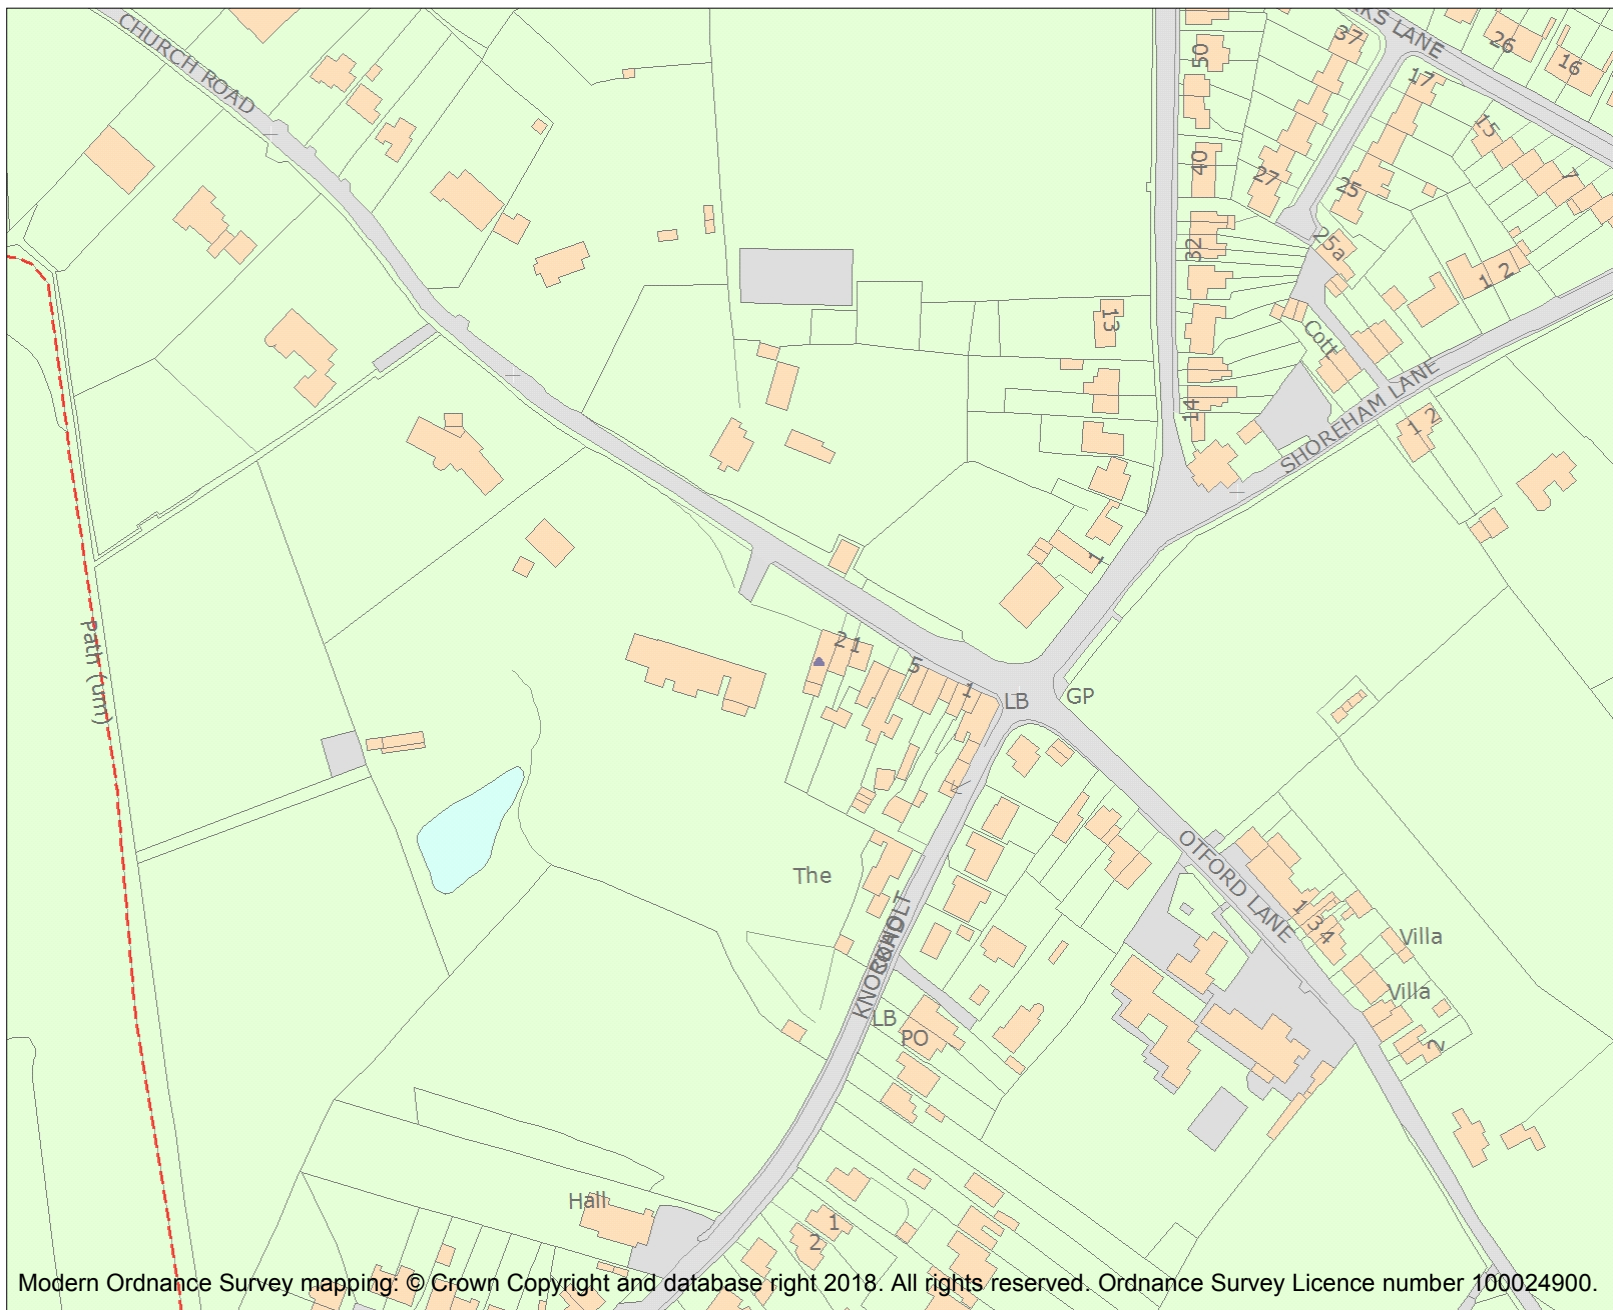 CHURCH ROAD
KS LANE
37
26
16
50
17
15
40
27
25
7
32
25a
1 2
13
Cott
SHOREHAM LANE
14
1 2
1
Path (um)
2
1
5
1
LB
GP
OTFORD LANE
The
1
3
4
Villa
KNOCKHOLT
ROAD
Villa
LB
PO
2
Hall
1
2
Modern Ordnance Survey mapping: © Crown Copyright and database right 2018. All rights reserved. Ordnance Survey Licence number 100024900.